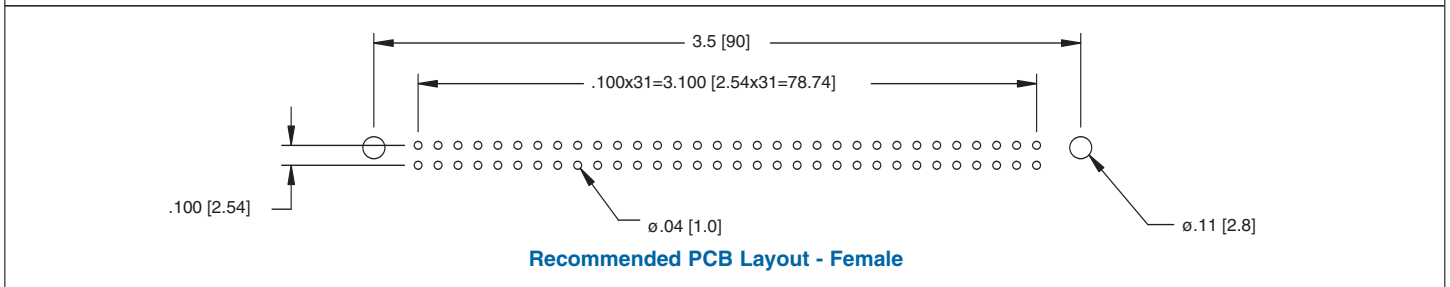 3.5 [90]
.100x31=3.100 [2.54x31=78.74]
.100 [2.54]
ø.04 [1.0]
ø.11 [2.8]
Recommended PCB Layout - Female